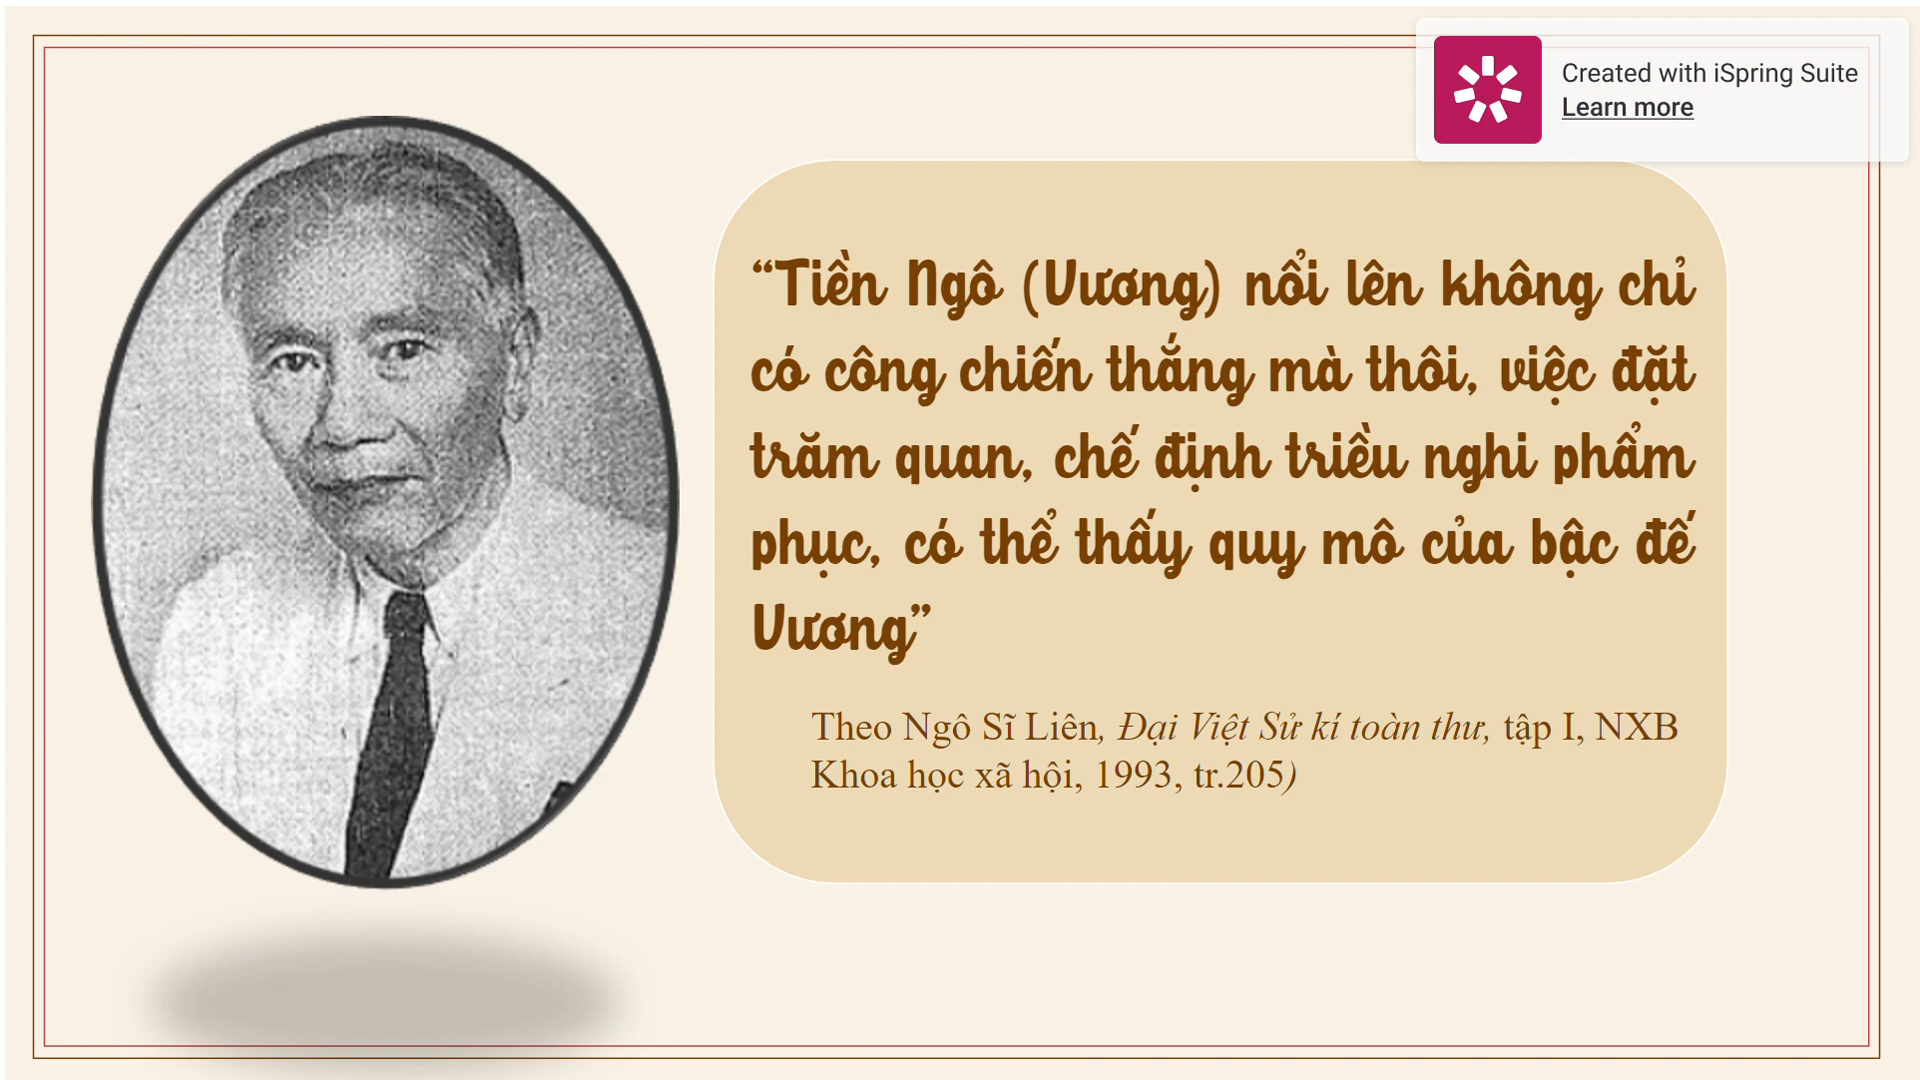 Created with iSpring Suite
Learn more
“Tiền Ngô (Vương) nổi lên không chỉ
có công chiến thắng mà thôi, việc đặt
trăm quan, chế định triều nghi phẩm
phục, có thể thấy quy mô của bậc đế
Vương”
Theo Ngô Sĩ Liên, Đại Việt Sử kí toàn thư, tập I, NXB
Khoa học xã hội, 1993, tr.205)